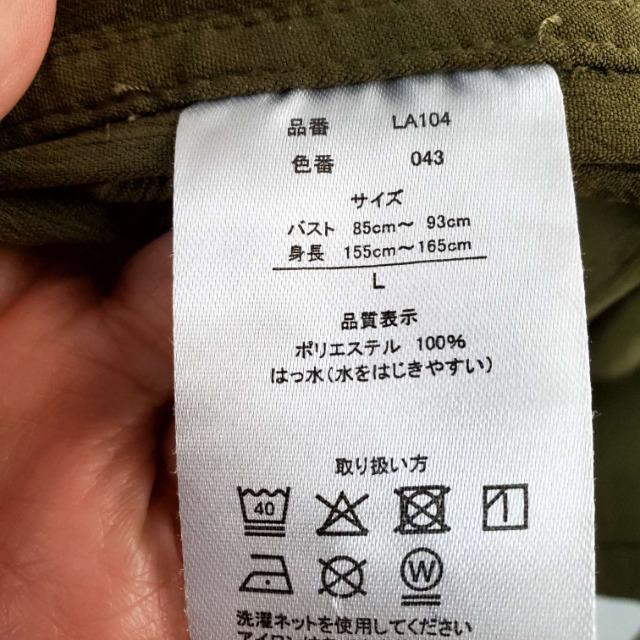 品番 LA104
色番 043
サイズ
バスト 85cm～ 93cm
身長 155cm～165cm
L
品質表示
ポリエステル 100%
はっ水(水をはじきやすい)
取り扱い方
40
W
洗濯ネットを使用してください